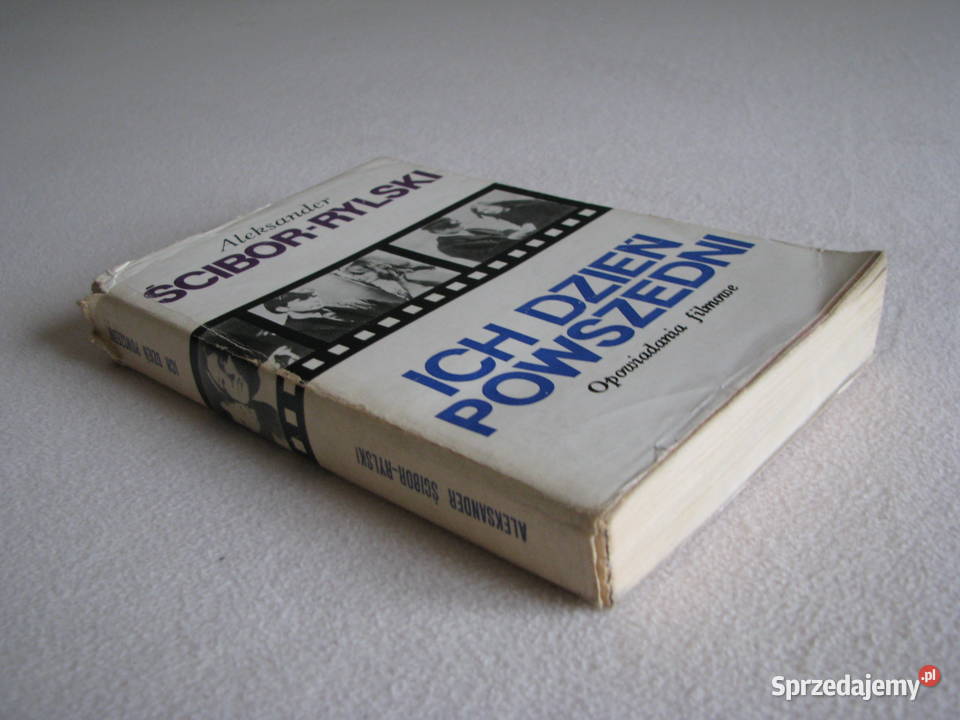 Aleksander
ŚCIBOR-RYLSKI
ICH DZIEŃ
POWSZEDNI
Opowiadania filmowe
ICH DZIEŃ POWSZEDNI
ALEKSANDER ŚCIBOR-RYLSKI
Sprzedajemy.pl